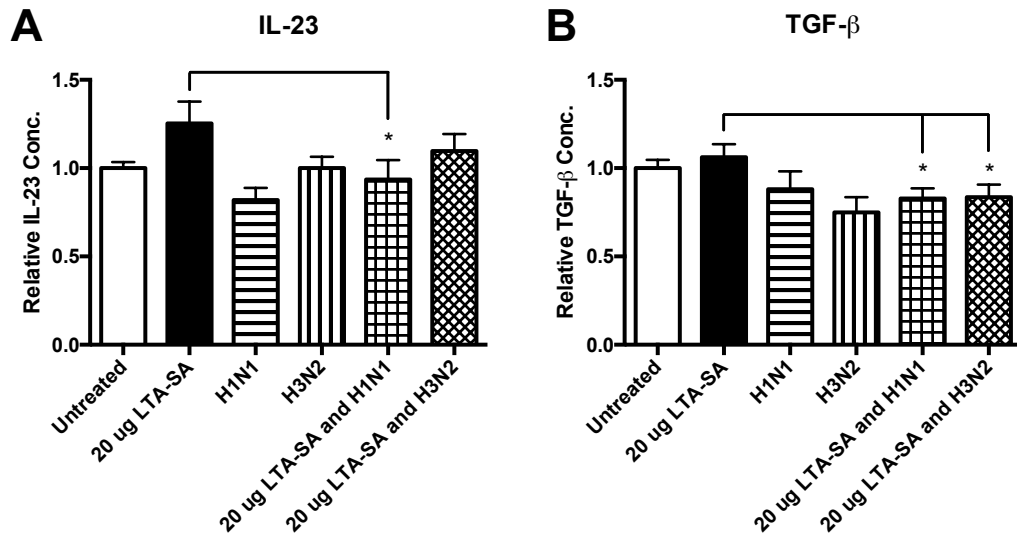 A
IL-23
Relative IL-23 Conc.
1.5
1.0
0.5
0.0
*
Untreated
20 ug LTA-SA
H1N1
H3N2
20 ug LTA-SA and H1N1
20 ug LTA-SA and H3N2
B
TGF-β
Relative TGF-β Conc.
1.5
1.0
0.5
0.0
*
*
Untreated
20 ug LTA-SA
H1N1
H3N2
20 ug LTA-SA and H1N1
20 ug LTA-SA and H3N2